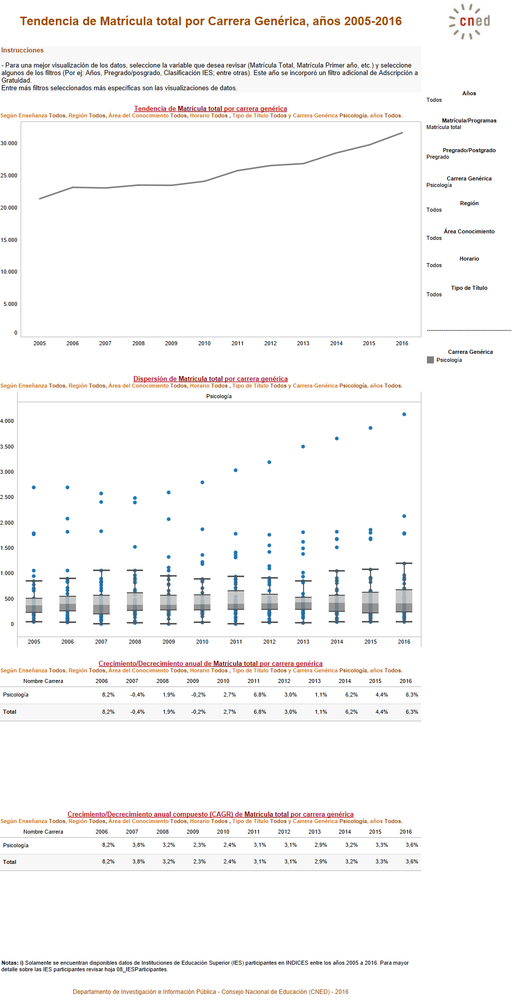 Tendencia de Matrícula total por Carrera Genérica, años 2005-2016
cned
Instrucciones
- Para una mejor visualización de los datos, seleccione la variable que desea revisar (Matrícula Total, Matrícula Primer año, etc.) y seleccione
algunos de los filtros (Por ej: Años, Pregrado/posgrado, Clasificación IES; entre otras). Este año se incorporó un filtro adicional de Adscripción a
Gratuidad.
Entre más filtros seleccionados más específicas son las visualizaciones de datos.
Años
Todos
Matrícula/Programas
Matrícula total
Pregrado/Postgrado
Pregrado
Carrera Genérica
Psicología
Región
Todos
Área Conocimiento
Todos
Horario
Todos
Tipo de Título
Todos
Carrera Genérica
Psicología
Tendencia de Matrícula total por carrera genérica
Según Enseñanza Todos, Región Todos, Área del Conocimiento Todos, Horario Todos , Tipo de Título Todos y Carrera Genérica Psicología, años Todos.
30.000
25.000
20.000
15.000
10.000
5.000
0
2005 2006 2007 2008 2009 2010 2011 2012 2013 2014 2015 2016
Dispersión de Matrícula total por carrera genérica
Según Enseñanza Todos, Región Todos, Área del Conocimiento Todos, Horario Todos , Tipo de Título Todos y Carrera Genérica Psicología, años Todos.
Psicología
4.000
3.500
3.000
2.500
2.000
1.500
1.000
500
0
2005 2006 2007 2008 2009 2010 2011 2012 2013 2014 2015 2016
Crecimiento/Decrecimiento anual de Matrícula total por carrera genérica
Según Enseñanza Todos, Región Todos, Área del Conocimiento Todos, Horario Todos , Tipo de Título Todos y Carrera Genérica Psicología, años Todos.
Nombre Carrera 2006 2007 2008 2009 2010 2011 2012 2013 2014 2015 2016
Psicología 8,2% -0,4% 1,9% -0,2% 2,7% 6,8% 3,0% 1,1% 6,2% 4,4% 6,3%
Total 8,2% -0,4% 1,9% -0,2% 2,7% 6,8% 3,0% 1,1% 6,2% 4,4% 6,3%
Crecimiento/Decrecimiento anual compuesto (CAGR) de Matrícula total por carrera genérica
Según Enseñanza Todos, Región Todos, Área del Conocimiento Todos, Horario Todos , Tipo de Título Todos y Carrera Genérica Psicología, años Todos.
Nombre Carrera 2006 2007 2008 2009 2010 2011 2012 2013 2014 2015 2016
Psicología 8,2% 3,8% 3,2% 2,3% 2,4% 3,1% 3,1% 2,9% 3,2% 3,3% 3,6%
Total 8,2% 3,8% 3,2% 2,3% 2,4% 3,1% 3,1% 2,9% 3,2% 3,3% 3,6%
Notas: i) Solamente se encuentran disponibles datos de Instituciones de Educación Superior (IES) participantes en INDICES entre los años 2005 a 2016. Para mayor
detalle sobre las IES participantes revisar hoja 08_IESParticipantes.
Departamento de Investigación e Información Pública - Consejo Nacional de Educación (CNED) - 2016